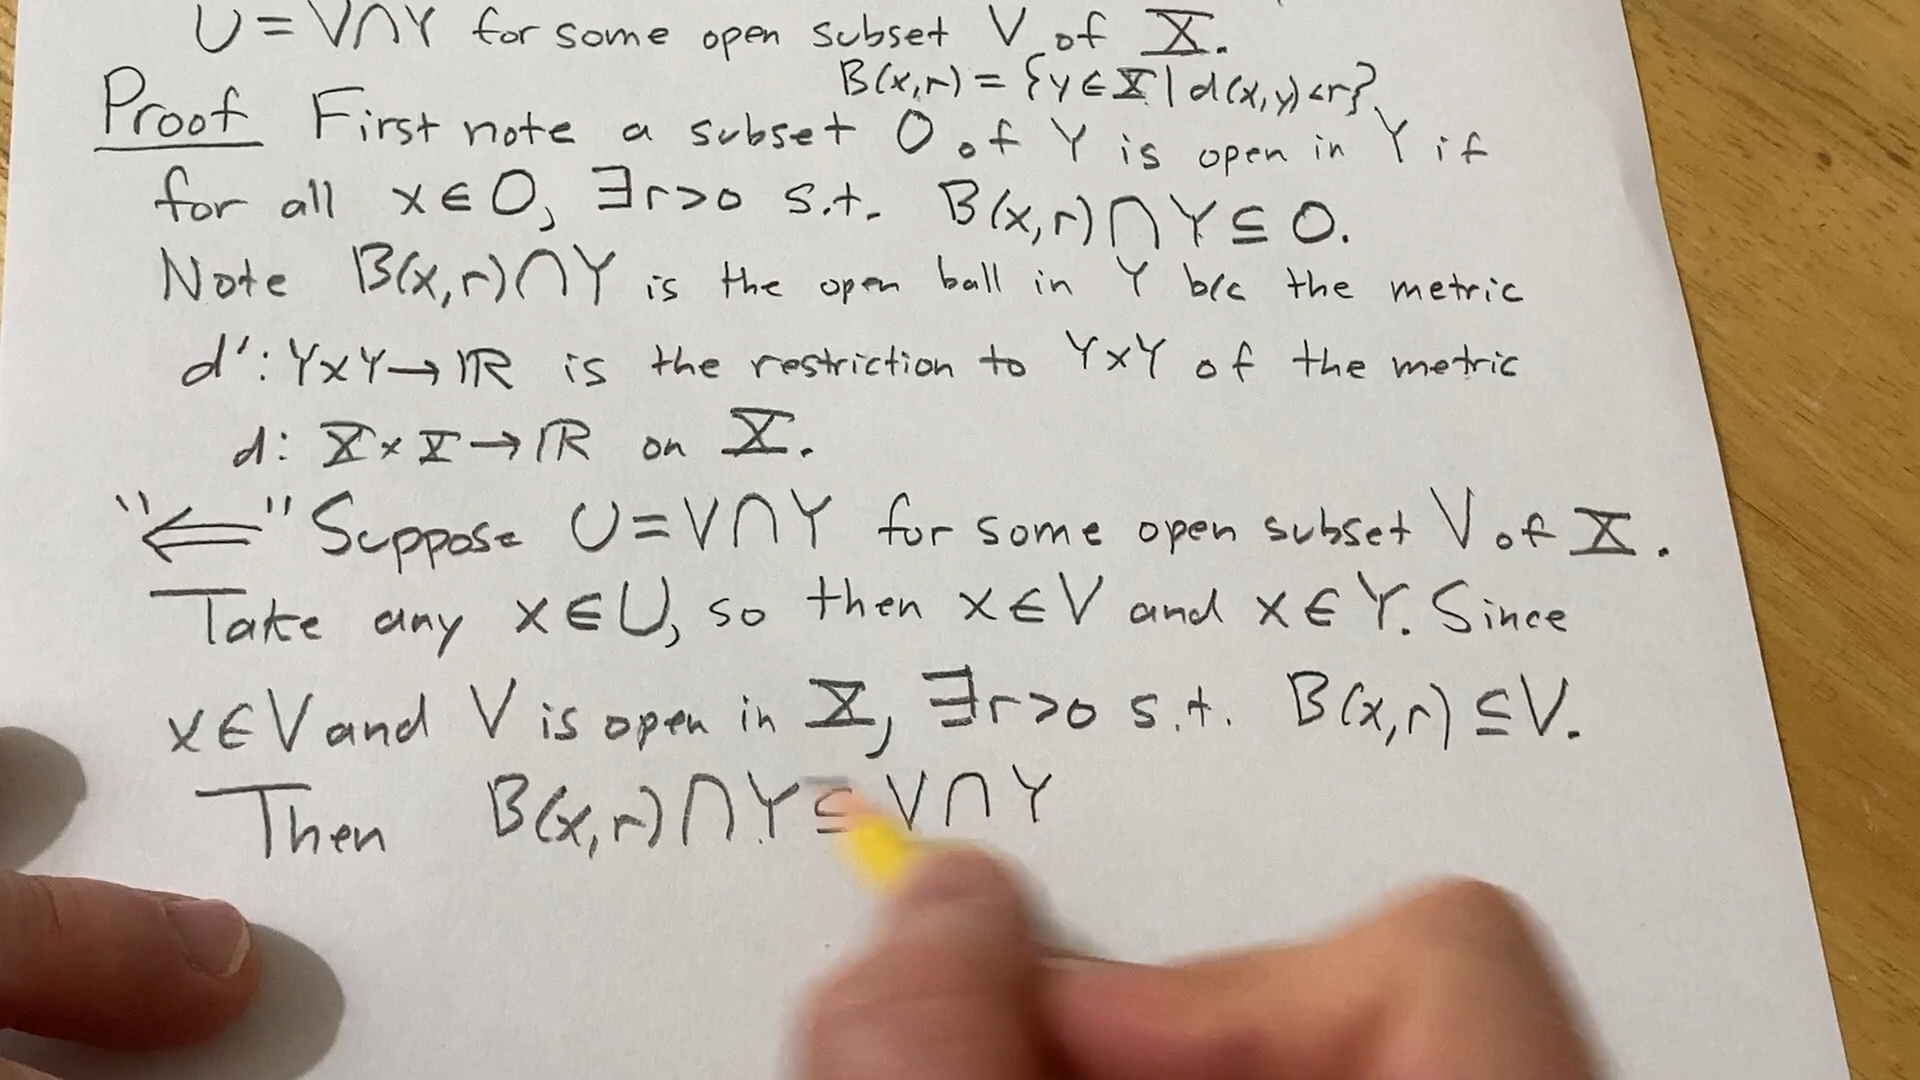 U = V ∩ Y for some open subset V of X.
B(x,r) = {y ∈ X | d(x,y) < r}.
Proof First note a subset O of Y is open in Y if
for all x ∈ O, ∃ r > 0 s.t. B(x,r) ∩ Y ⊆ O.
Note B(x,r) ∩ Y is the open ball in Y b/c the metric
d': Y x Y → ℝ is the restriction to Y x Y of the metric
d: X x X → ℝ on X.
"⇐" Suppose U = V ∩ Y for some open subset V of X.
Take any x ∈ U, so then x ∈ V and x ∈ Y. Since
x ∈ V and V is open in X, ∃ r > 0 s.t. B(x,r) ⊆ V.
Then B(x,r) ∩ Y ⊆ V ∩ Y